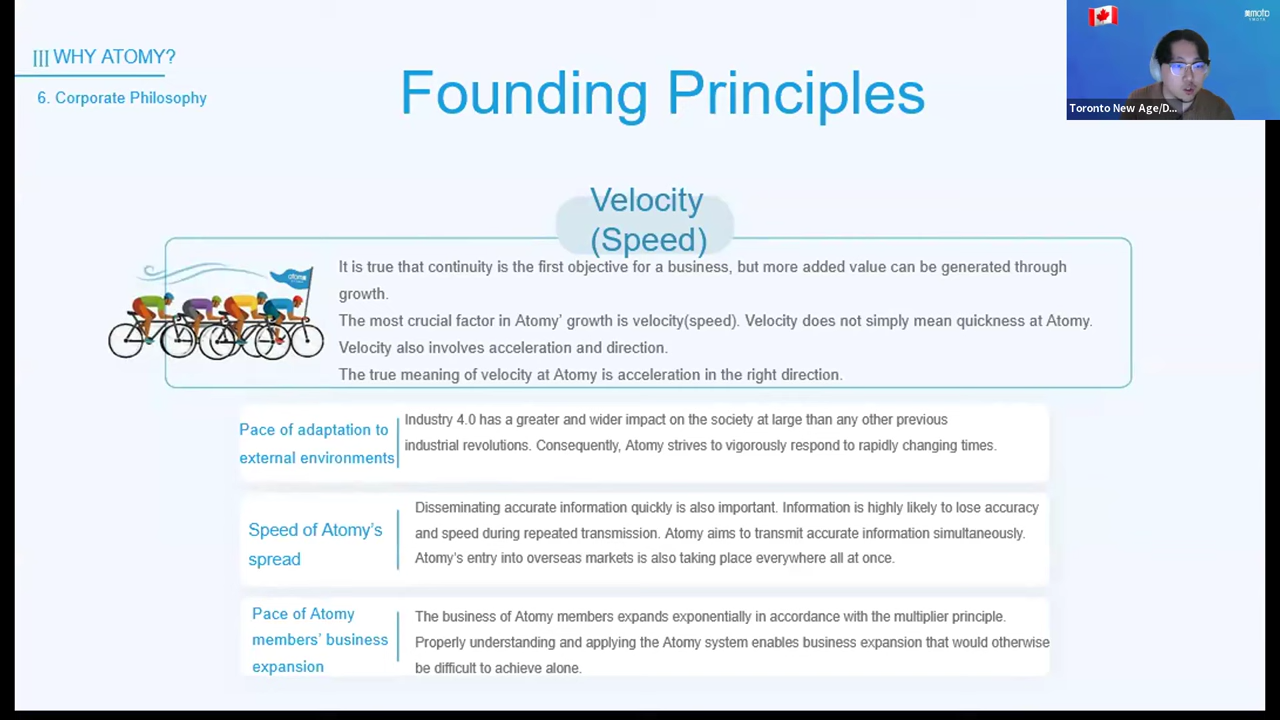 III WHY ATOMY?
6. Corporate Philosophy
Founding Principles
Toronto New Age/D...
Velocity
(Speed)
It is true that continuity is the first objective for a business, but more added value can be generated through
growth.
The most crucial factor in Atomy' growth is velocity(speed). Velocity does not simply mean quickness at Atomy.
Velocity also involves acceleration and direction.
The true meaning of velocity at Atomy is acceleration in the right direction.
Pace of adaptation to
external environments
Industry 4.0 has a greater and wider impact on the society at large than any other previous
industrial revolutions. Consequently, Atomy strives to vigorously respond to rapidly changing times.
Speed of Atomy's
spread
Disseminating accurate information quickly is also important. Information is highly likely to lose accuracy
and speed during repeated transmission. Atomy aims to transmit accurate information simultaneously.
Atomy's entry into overseas markets is also taking place everywhere all at once.
Pace of Atomy
members' business
expansion
The business of Atomy members expands exponentially in accordance with the multiplier principle.
Properly understanding and applying the Atomy system enables business expansion that would otherwise
be difficult to achieve alone.